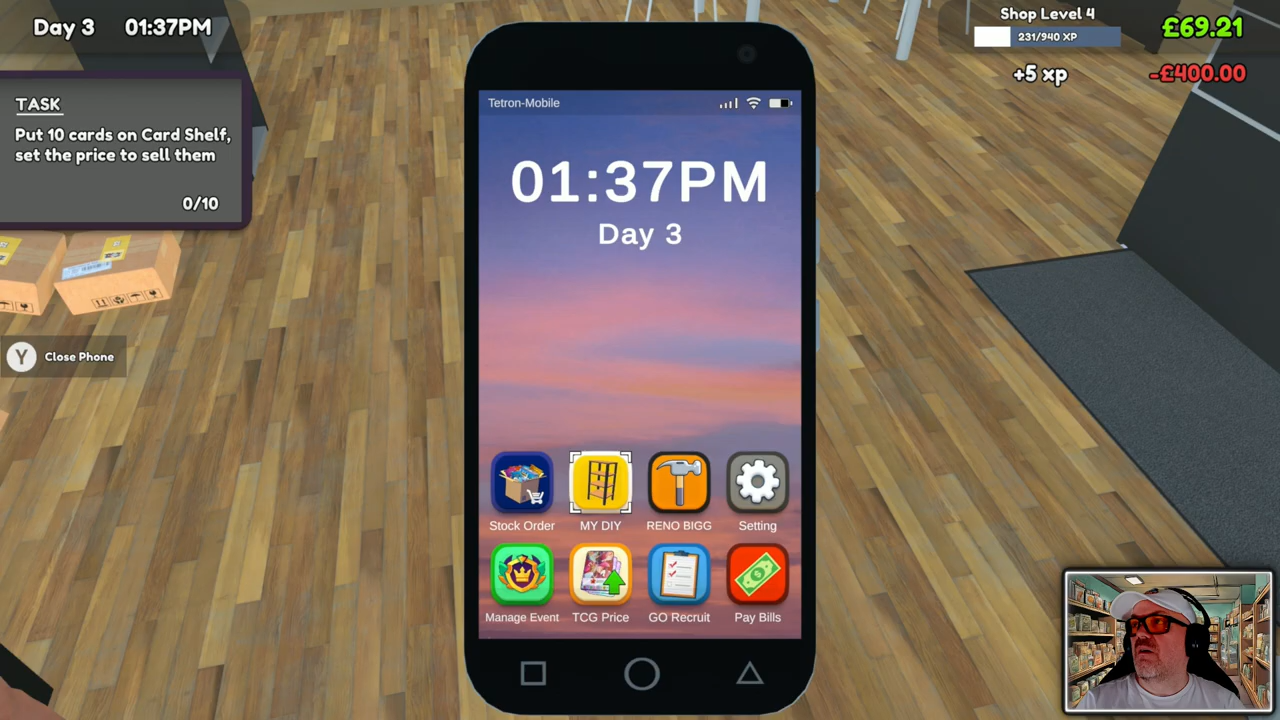 Day 3 01:37PM
Shop Level 4
231/940 XP
£69.21
+5 xp
-£400.00
TASK
Put 10 cards on Card Shelf,
set the price to sell them
0/10
Y Close Phone
Tetron-Mobile
01:37PM
Day 3
Stock Order MY DIY RENO BIGG Setting
Manage Event TCG Price GO Recruit Pay Bills